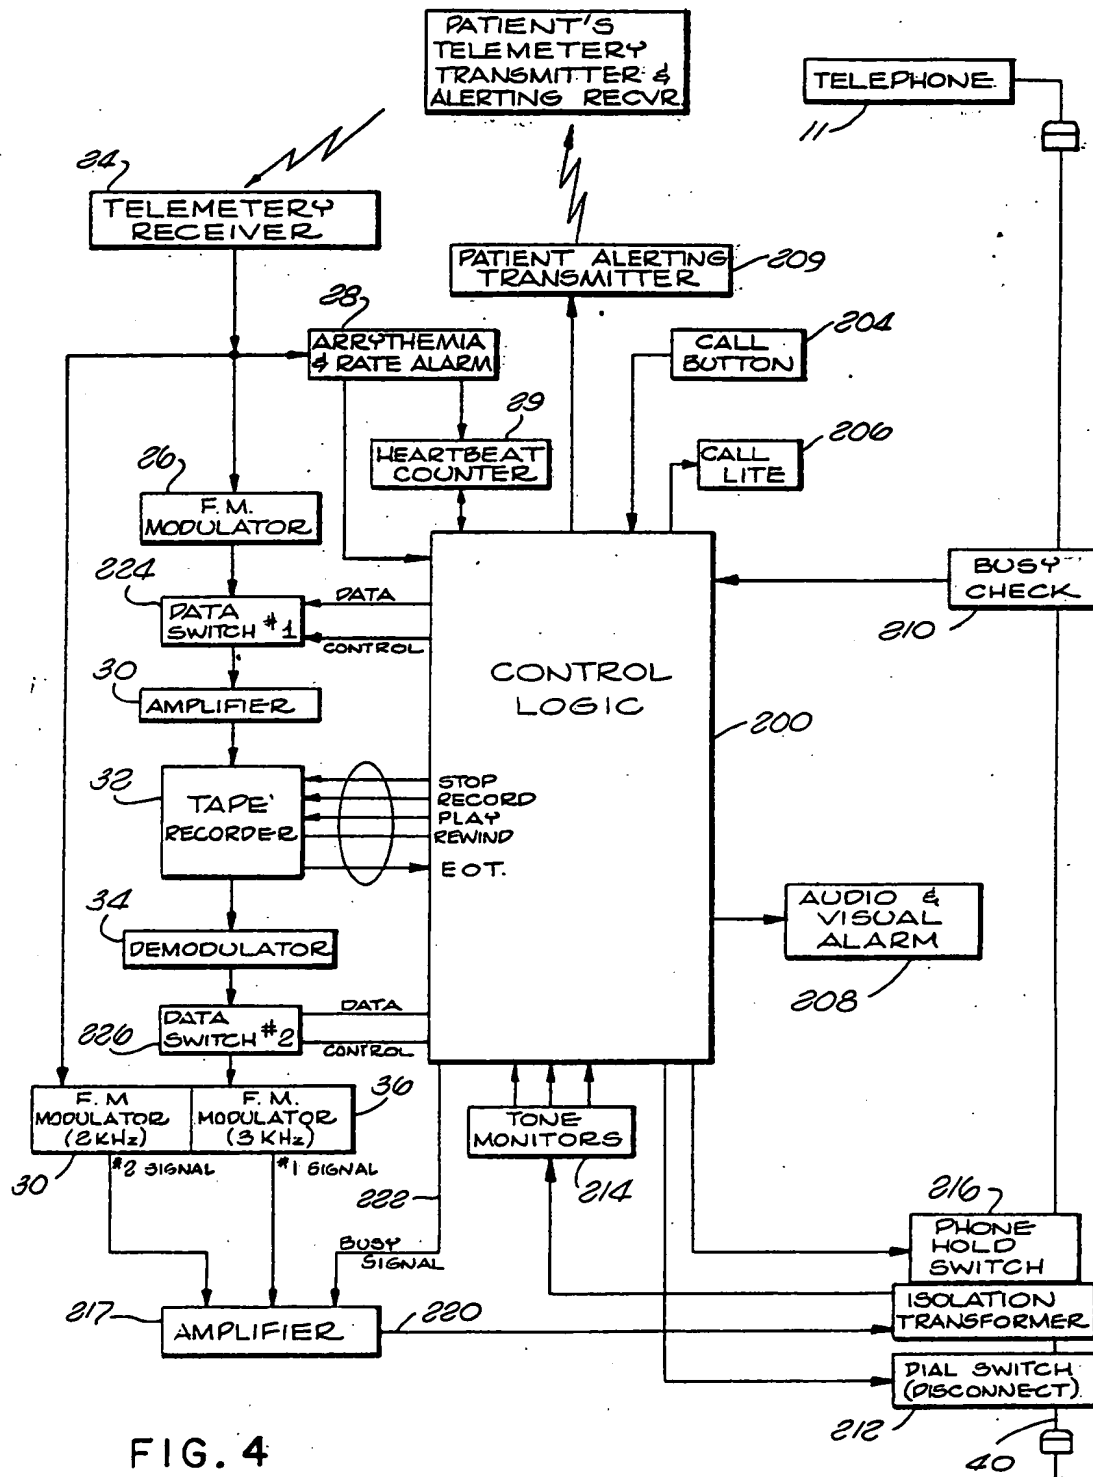 PATIENT'S
TELEMETERY
TRANSMITTER &
ALERTING RECVR.
TELEPHONE
11
24
TELEMETERY
RECEIVER
PATIENT ALERTING
TRANSMITTER
209
28
ARRYTHEMIA
& RATE ALARM
CALL
BUTTON
204
29
HEARTBEAT
COUNTER
CALL
LITE
206
26
F.M.
MODULATOR
BUSY
CHECK
210
224
DATA
SWITCH #1
DATA
CONTROL
CONTROL
LOGIC
200
30
AMPLIFIER
32
TAPE
RECORDER
STOP
RECORD
PLAY
REWIND
EOT.
AUDIO &
VISUAL
ALARM
208
34
DEMODULATOR
DATA
SWITCH #2
226
DATA
CONTROL
F.M
MODULATOR
(2KHz)
30
F.M.
MODULATOR
(3KHz)
36
#2 SIGNAL
#1 SIGNAL
TONE
MONITORS
214
222
BUSY
SIGNAL
216
PHONE
HOLD
SWITCH
ISOLATION
TRANSFORMER
217
AMPLIFIER
220
DIAL SWITCH
(DISCONNECT)
212
40
FIG. 4